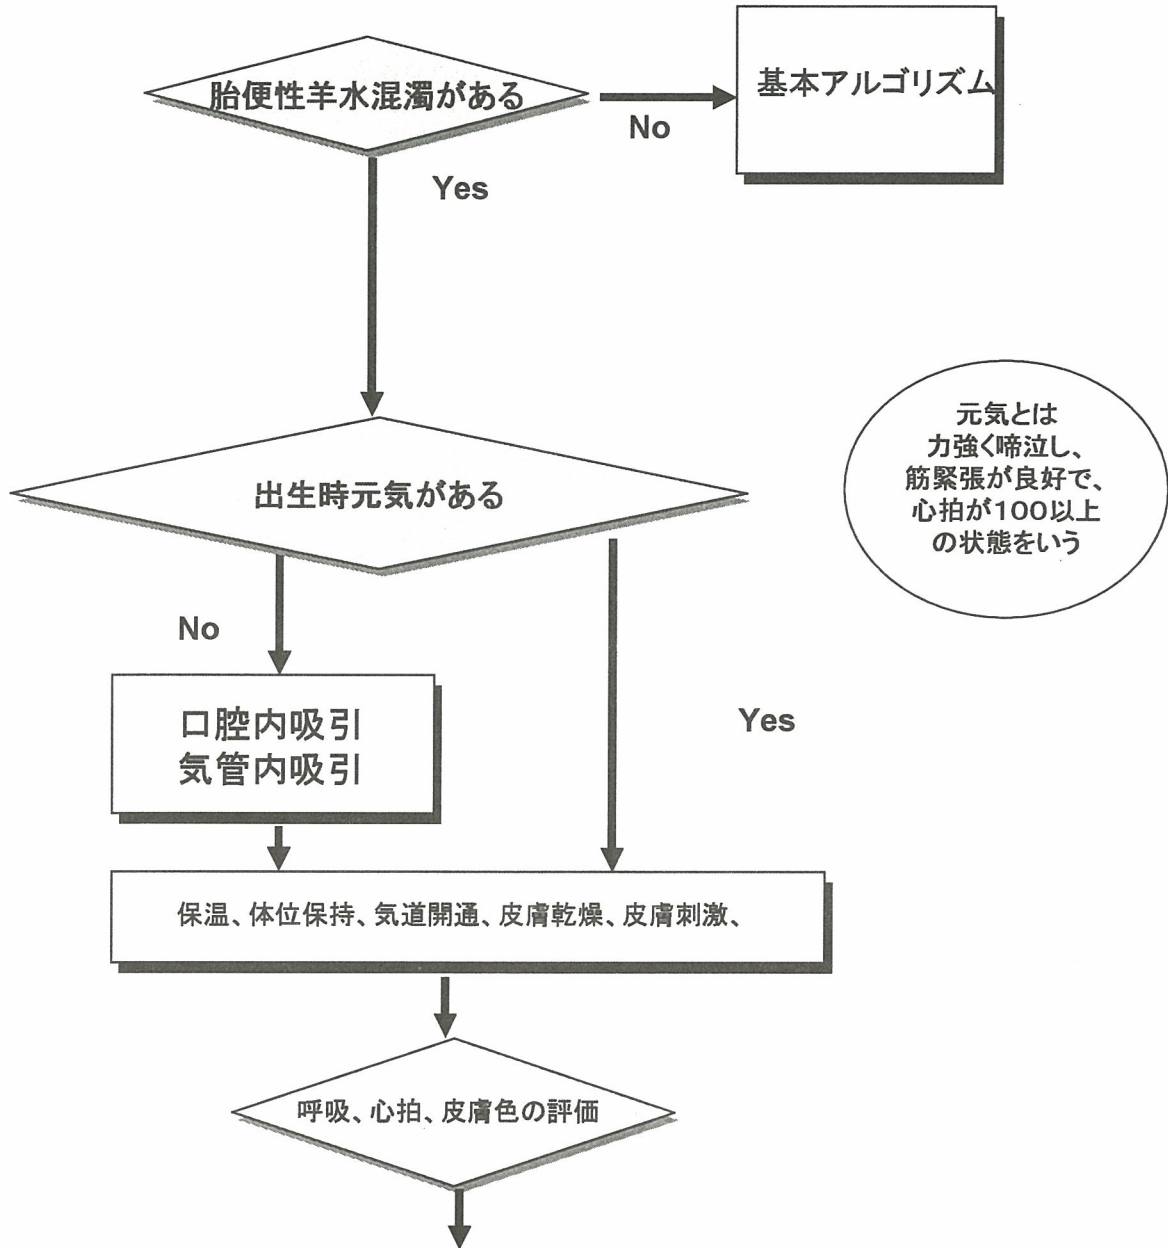 胎便性羊水混濁がある
基本アルゴリズム
No
Yes
出生時元気がある
元気とは
力強く啼泣し、
筋緊張が良好で、
心拍が100以上
の状態をいう
No
口腔内吸引
気管内吸引
Yes
保温、体位保持、気道開通、皮膚乾燥、皮膚刺激、
呼吸、心拍、皮膚色の評価